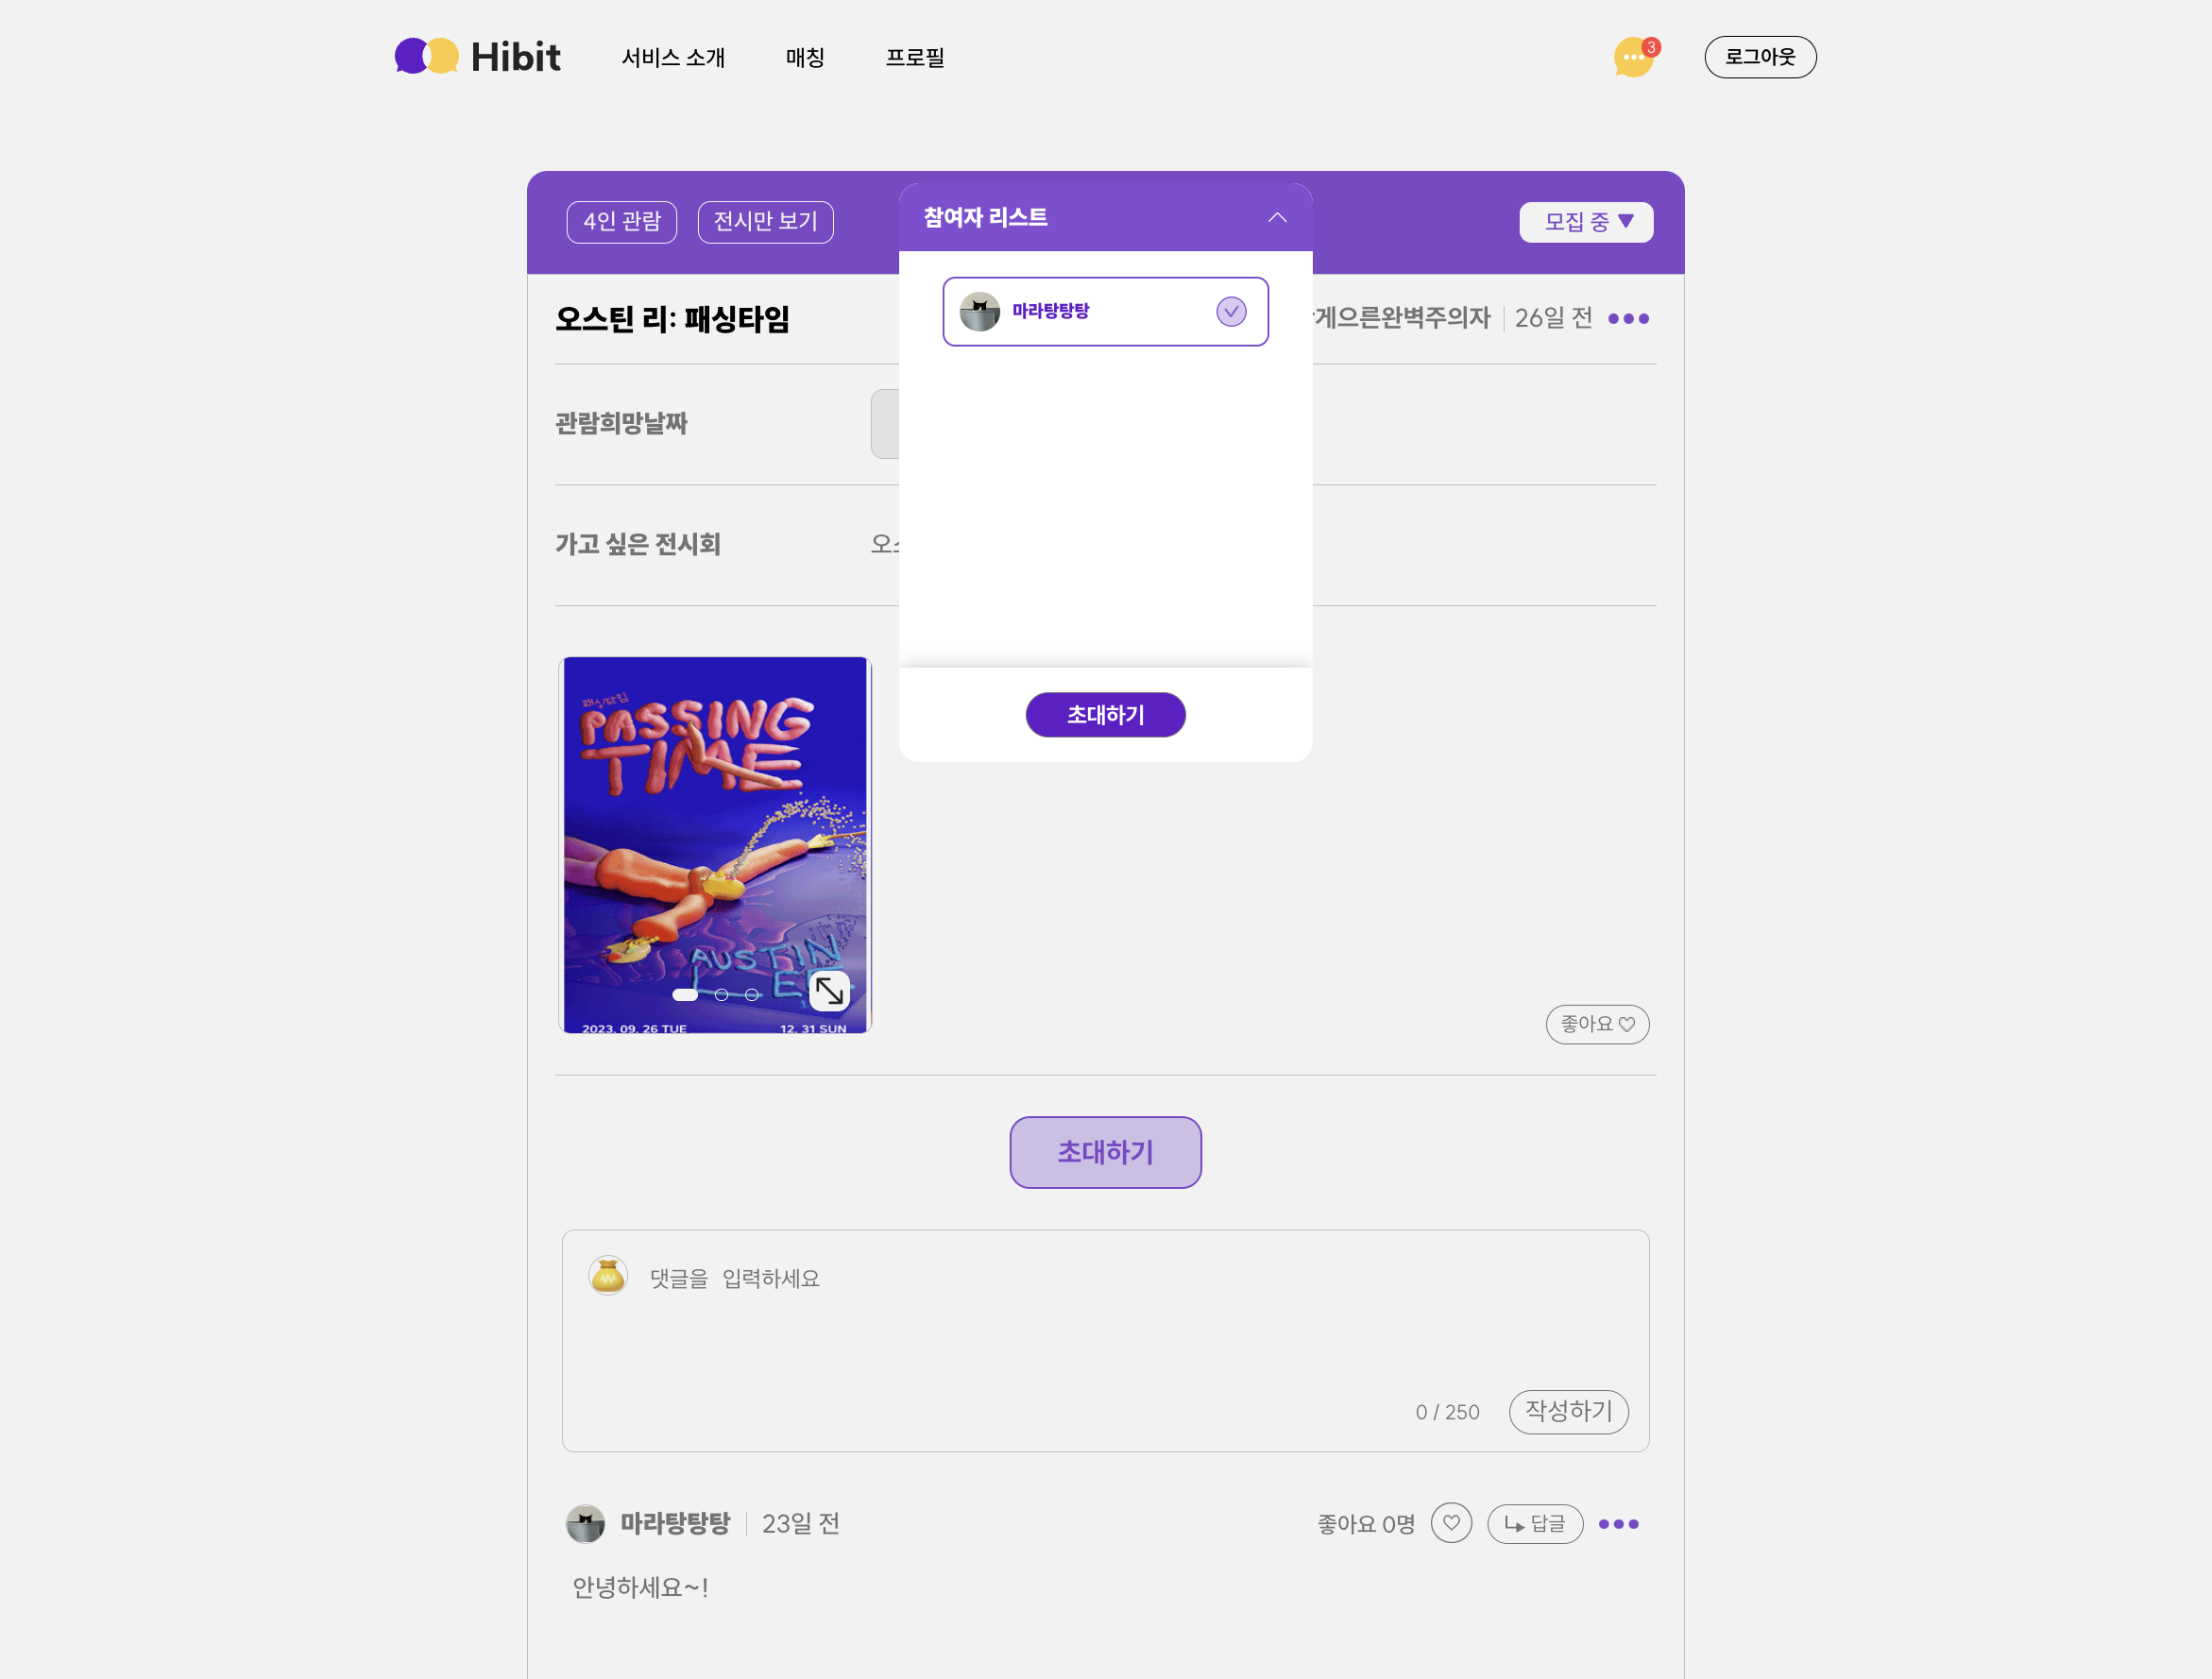 Hibit 서비스 소개 매칭 프로필 3 로그아웃
4인 관람 전시만 보기 모집 중
참여자 리스트
마라탕탕탕
초대하기
오스틴 리: 패싱타임 게으른완벽주의자 26일 전
관람희망날짜
가고 싶은 전시회 오
패싱타임
PASSING
TIME
AUSTIN
LEE
2023. 09. 26 TUE 12. 31 SUN
좋아요
초대하기
댓글을 입력하세요
0 / 250 작성하기
마라탕탕탕 23일 전 좋아요 0명 답글
안녕하세요~!